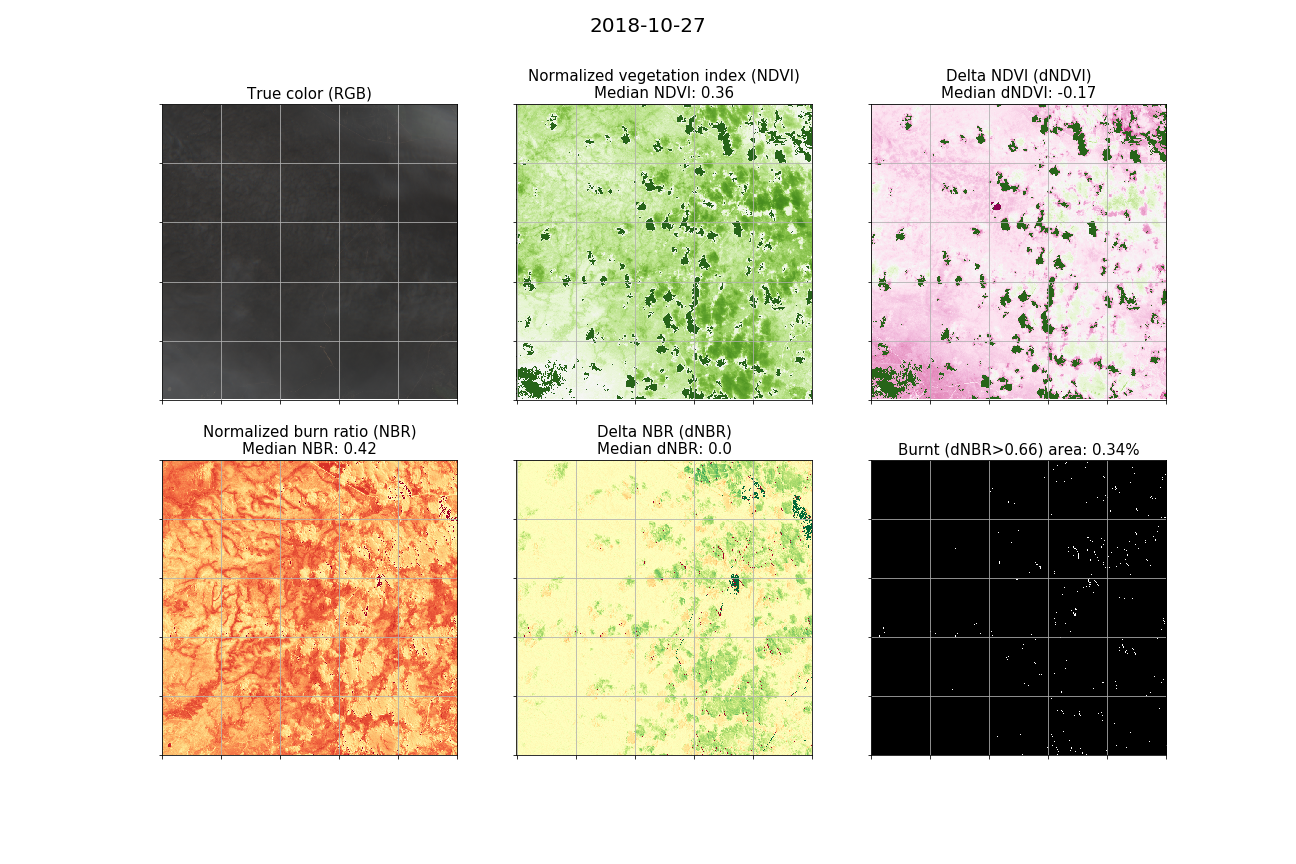 2018-10-27
True color (RGB)
Normalized vegetation index (NDVI)
Median NDVI: 0.36
Delta NDVI (dNDVI)
Median dNDVI: -0.17
Normalized burn ratio (NBR)
Median NBR: 0.42
Delta NBR (dNBR)
Median dNBR: 0.0
Burnt (dNBR>0.66) area: 0.34%